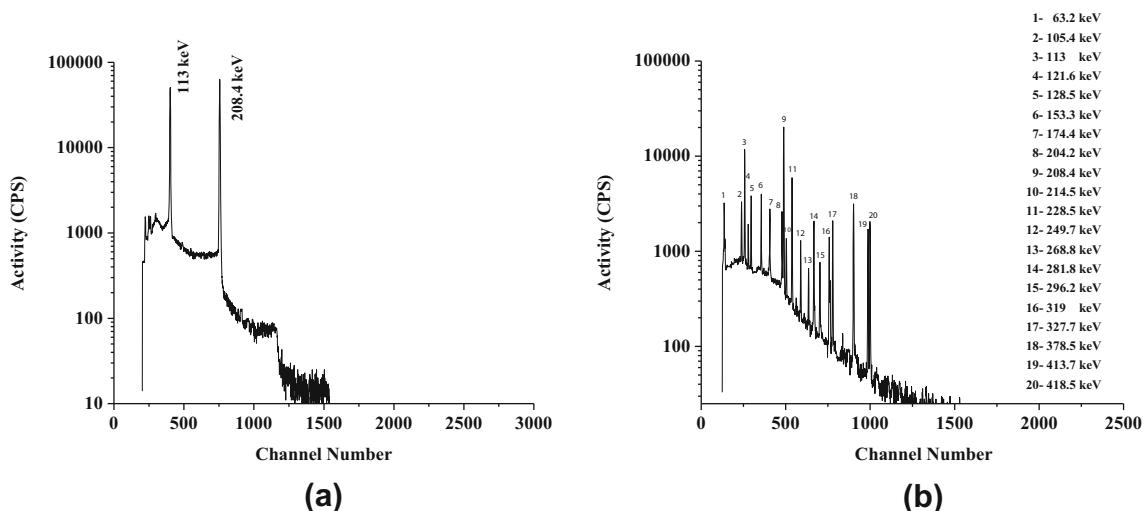 100000
10000
1000
100
10
Activity (CPS)
113 keV
208.4 keV
0 500 1000 1500 2000 2500 3000
Channel Number
(a)
10000
1000
100
Activity (CPS)
1
2
3
4
5
6
7
8
9
10
11
12
13
14
15
16
17
18
19
20
0 500 1000 1500 2000 2500
Channel Number
(b)
1- 63.2 keV
2- 105.4 keV
3- 113 keV
4- 121.6 keV
5- 128.5 keV
6- 153.3 keV
7- 174.4 keV
8- 204.2 keV
9- 208.4 keV
10- 214.5 keV
11- 228.5 keV
12- 249.7 keV
13- 268.8 keV
14- 281.8 keV
15- 296.2 keV
16- 319 keV
17- 327.7 keV
18- 378.5 keV
19- 413.7 keV
20- 418.5 keV